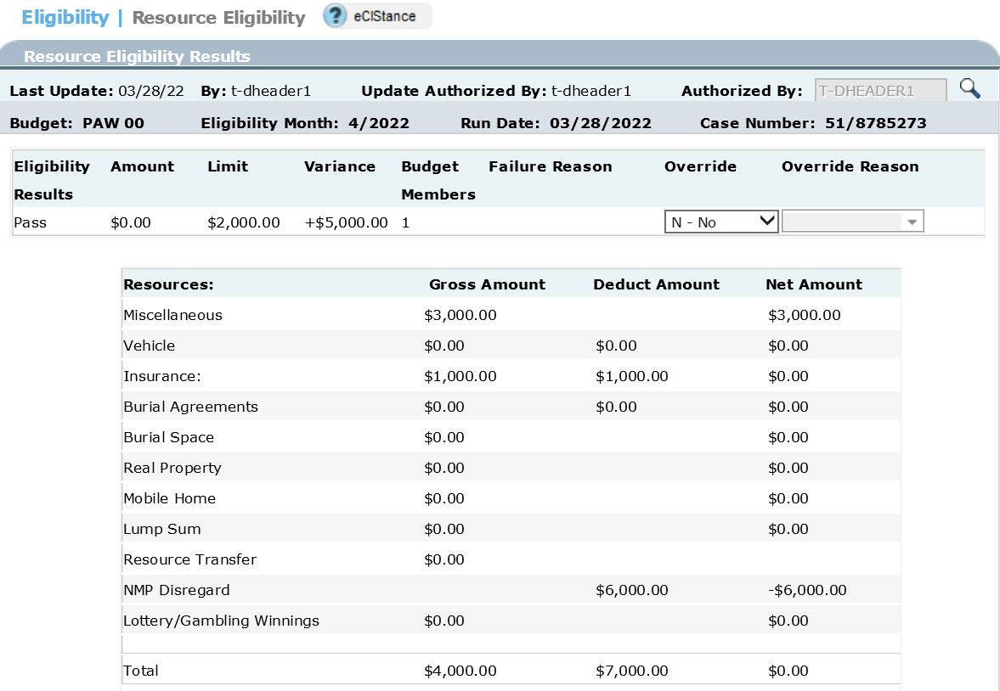 Eligibility | Resource Eligibility ? eCIStance
Resource Eligibility Results
Last Update: 03/28/22 By: t-dheader1 Update Authorized By: t-dheader1 Authorized By: T-DHEADER1
Budget: PAW 00 Eligibility Month: 4/2022 Run Date: 03/28/2022 Case Number: 51/8785273
Eligibility Amount Limit Variance Budget Failure Reason Override Override Reason
Results Members
Pass $0.00 $2,000.00 +$5,000.00 1 N - No
Resources: Gross Amount Deduct Amount Net Amount
Miscellaneous $3,000.00 $3,000.00
Vehicle $0.00 $0.00 $0.00
Insurance: $1,000.00 $1,000.00 $0.00
Burial Agreements $0.00 $0.00 $0.00
Burial Space $0.00 $0.00
Real Property $0.00 $0.00
Mobile Home $0.00 $0.00
Lump Sum $0.00 $0.00
Resource Transfer $0.00
NMP Disregard $6,000.00 -$6,000.00
Lottery/Gambling Winnings $0.00 $0.00
Total $4,000.00 $7,000.00 $0.00